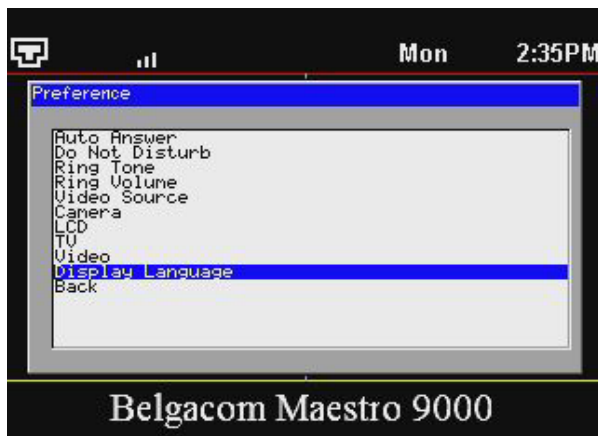 Mon 2:35PM
Preference
Auto Answer
Do Not Disturb
Ring Tone
Ring Volume
Video Source
Camera
LCD
TV
Video
Display Language
Back
Belgacom Maestro 9000